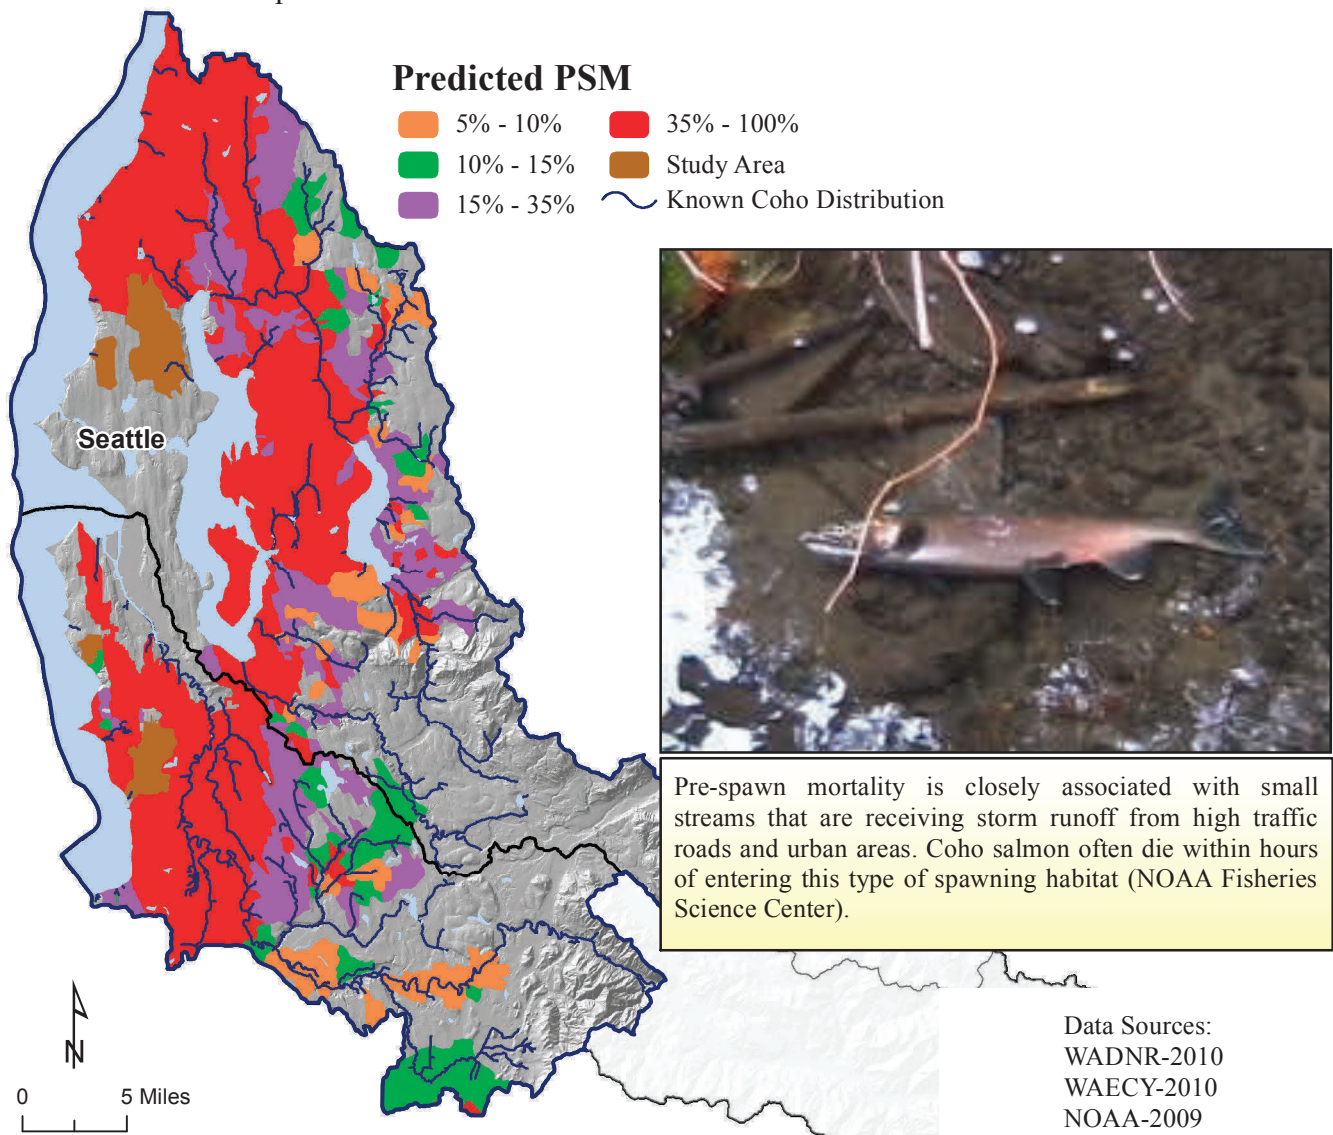 Predicted PSM
5% - 10%
10% - 15%
15% - 35%
35% - 100%
Study Area
Known Coho Distribution
Seattle
Pre-spawn mortality is closely associated with small
streams that are receiving storm runoff from high traffic
roads and urban areas. Coho salmon often die within hours
of entering this type of spawning habitat (NOAA Fisheries
Science Center).
N
0 5 Miles
Data Sources:
WADNR-2010
WAECY-2010
NOAA-2009